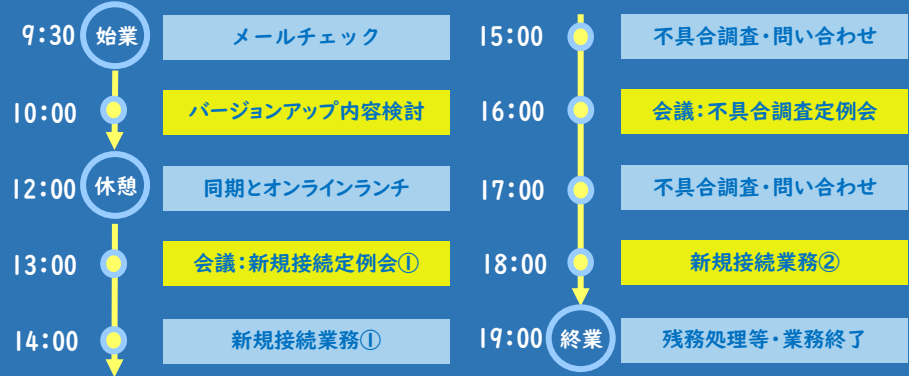 9:30 始業 メールチェック
10:00 バージョンアップ内容検討
12:00 休憩 同期とオンラインランチ
13:00 会議:新規接続定例会①
14:00 新規接続業務①
15:00 不具合調査・問い合わせ
16:00 会議:不具合調査定例会
17:00 不具合調査・問い合わせ
18:00 新規接続業務②
19:00 終業 残務処理等・業務終了